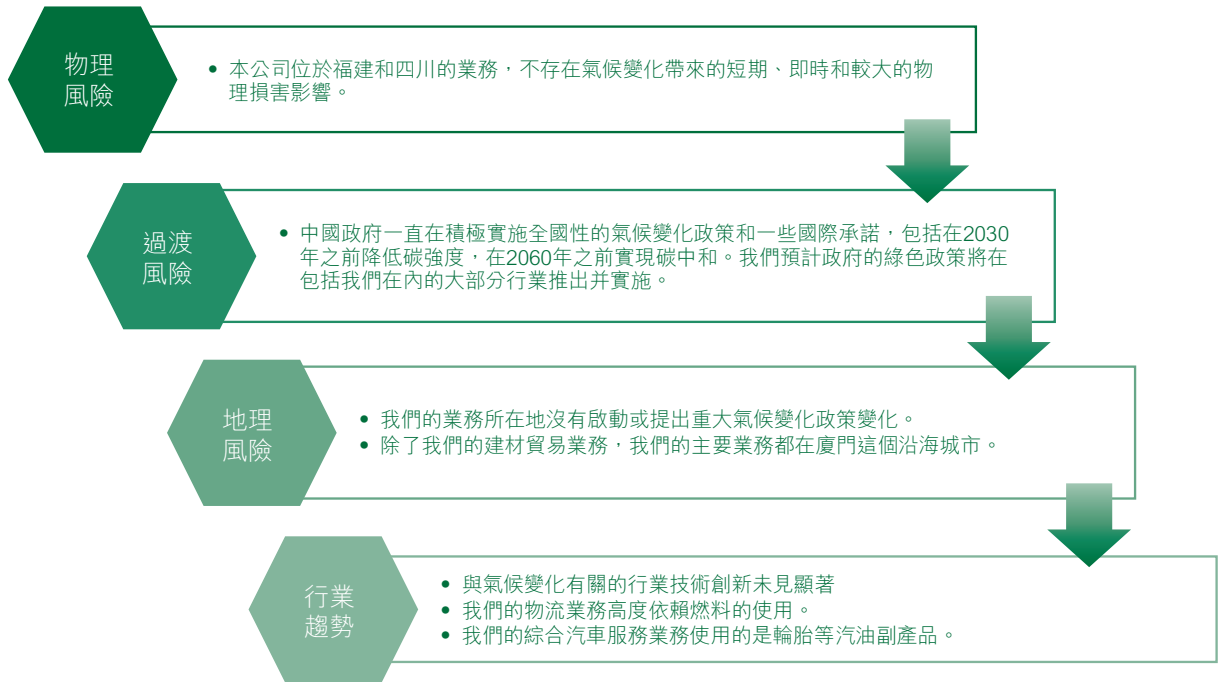 物理
風險
• 本公司位於福建和四川的業務，不存在氣候變化帶來的短期、即時和較大的物
理損害影響。
過渡
風險
• 中國政府一直在積極實施全國性的氣候變化政策和一些國際承諾，包括在2030
年之前降低碳強度，在2060年之前實現碳中和。我們預計政府的綠色政策將在
包括我們在內的大部分行業推出并實施。
地理
風險
• 我們的業務所在地沒有啟動或提出重大氣候變化政策變化。
• 除了我們的建材貿易業務，我們的主要業務都在廈門這個沿海城市。
行業
趨勢
• 與氣候變化有關的行業技術創新未見顯著
• 我們的物流業務高度依賴燃料的使用。
• 我們的綜合汽車服務業務使用的是輪胎等汽油副產品。